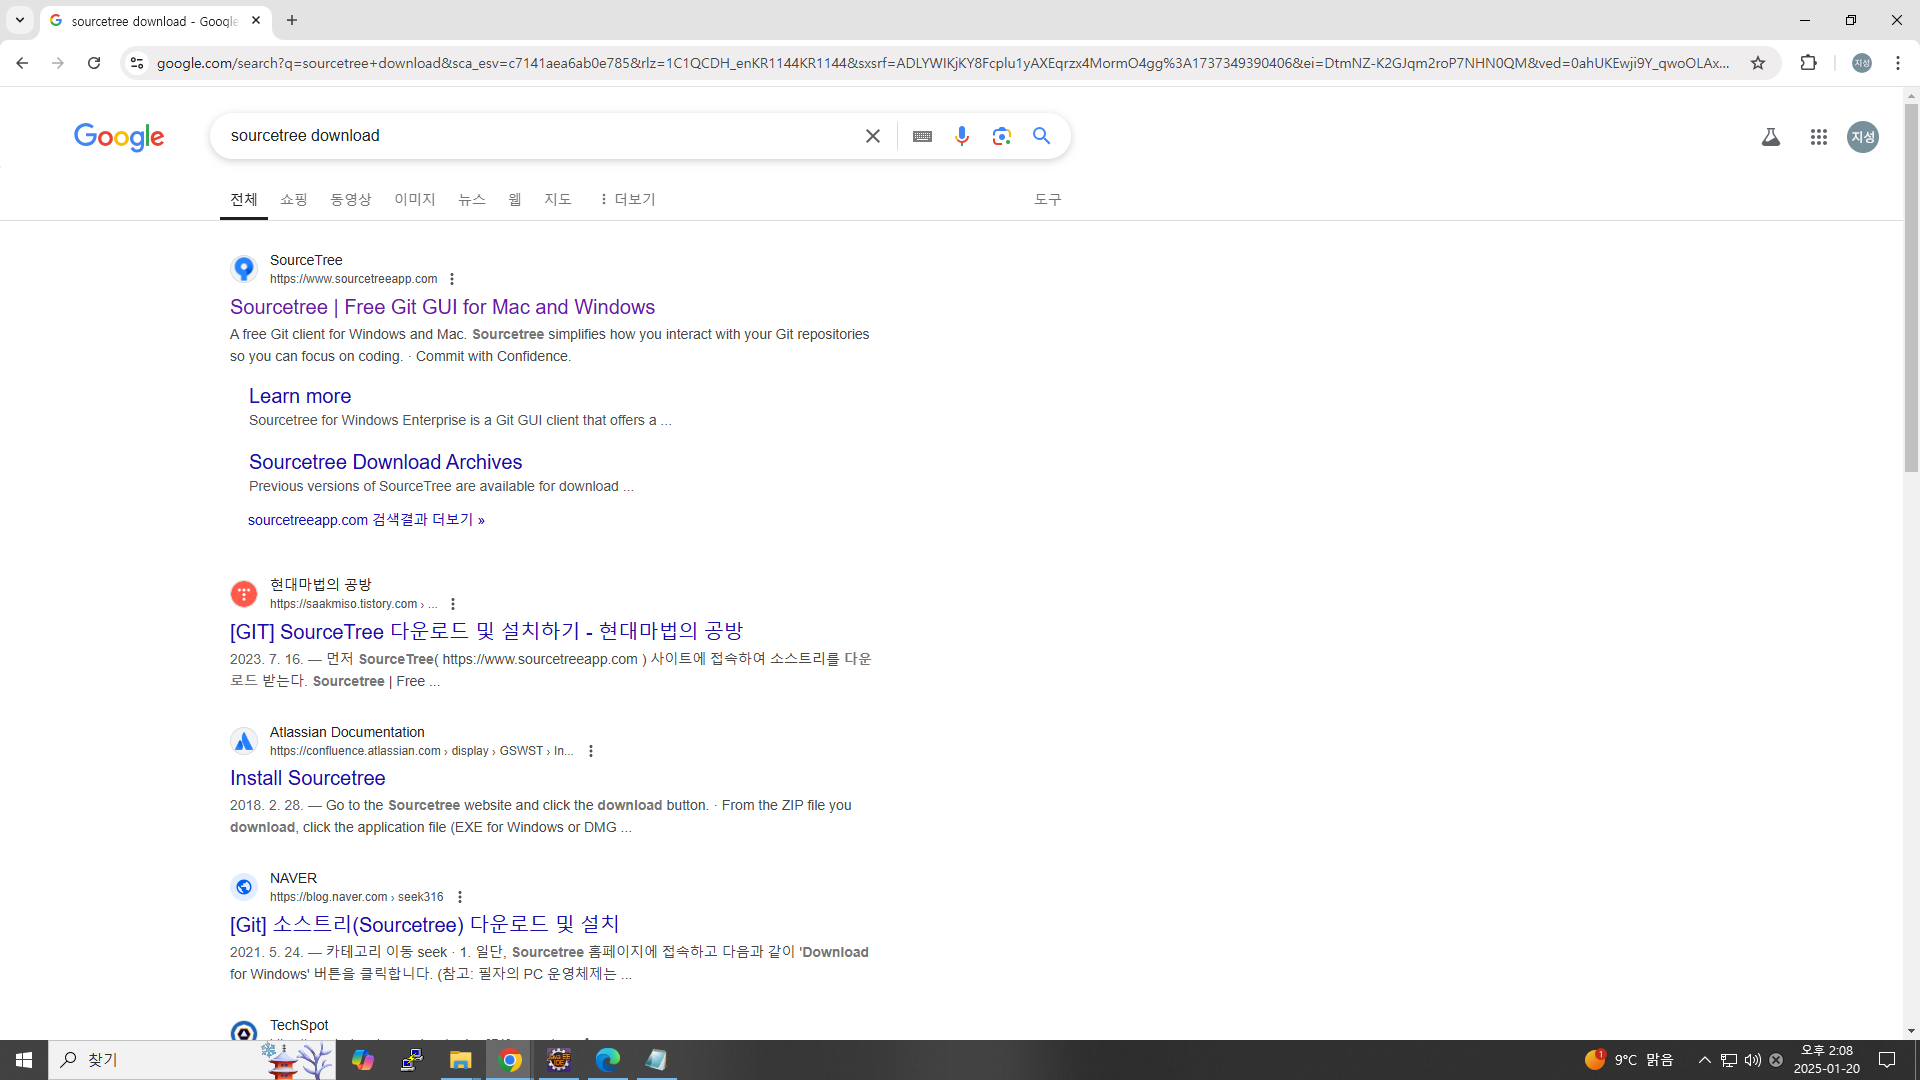 sourcetree download - Google
google.com/search?q=sourcetree+download&sca_esv=c7141aea6ab0e785&rlz=1C1QCDH_enKR1144KR1144&sxsrf=ADLYWIKjKY8Fcplu1yAXEqrzx4MormO4gg%3A1737349390406&ei=DtmNZ-K2GJqm2roP7NHN0QM&ved=0ahUKEwji9Y_qwoOLAx...
지성
Google
sourcetree download
지성
전체 쇼핑 동영상 이미지 뉴스 웹 지도 더보기 도구
SourceTree
https://www.sourcetreeapp.com
Sourcetree | Free Git GUI for Mac and Windows
A free Git client for Windows and Mac. Sourcetree simplifies how you interact with your Git repositories
so you can focus on coding. · Commit with Confidence.
Learn more
Sourcetree for Windows Enterprise is a Git GUI client that offers a ...
Sourcetree Download Archives
Previous versions of SourceTree are available for download ...
sourcetreeapp.com 검색결과 더보기 »
현대마법의 공방
https://saakmiso.tistory.com › ...
[GIT] SourceTree 다운로드 및 설치하기 - 현대마법의 공방
2023. 7. 16. — 먼저 SourceTree( https://www.sourcetreeapp.com ) 사이트에 접속하여 소스트리를 다운
로드 받는다. Sourcetree | Free ...
Atlassian Documentation
https://confluence.atlassian.com › display › GSWST › In...
Install Sourcetree
2018. 2. 28. — Go to the Sourcetree website and click the download button. · From the ZIP file you
download, click the application file (EXE for Windows or DMG ...
NAVER
https://blog.naver.com › seek316
[Git] 소스트리(Sourcetree) 다운로드 및 설치
2021. 5. 24. — 카테고리 이동 seek · 1. 일단, Sourcetree 홈페이지에 접속하고 다음과 같이 'Download
for Windows' 버튼을 클릭합니다. (참고: 필자의 PC 운영체제는 ...
TechSpot
찾기
1
9°C 맑음
오후 2:08
2025-01-20